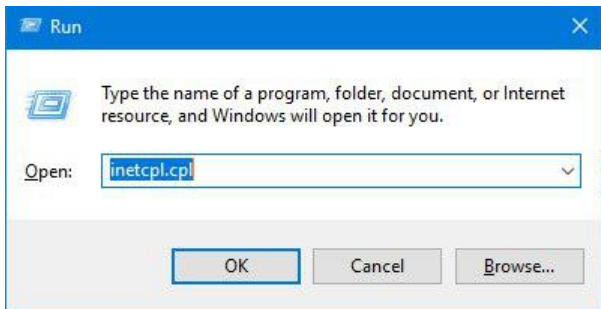 Run
Type the name of a program, folder, document, or Internet
resource, and Windows will open it for you.
Open: inetcpl.cpl
OK Cancel Browse...